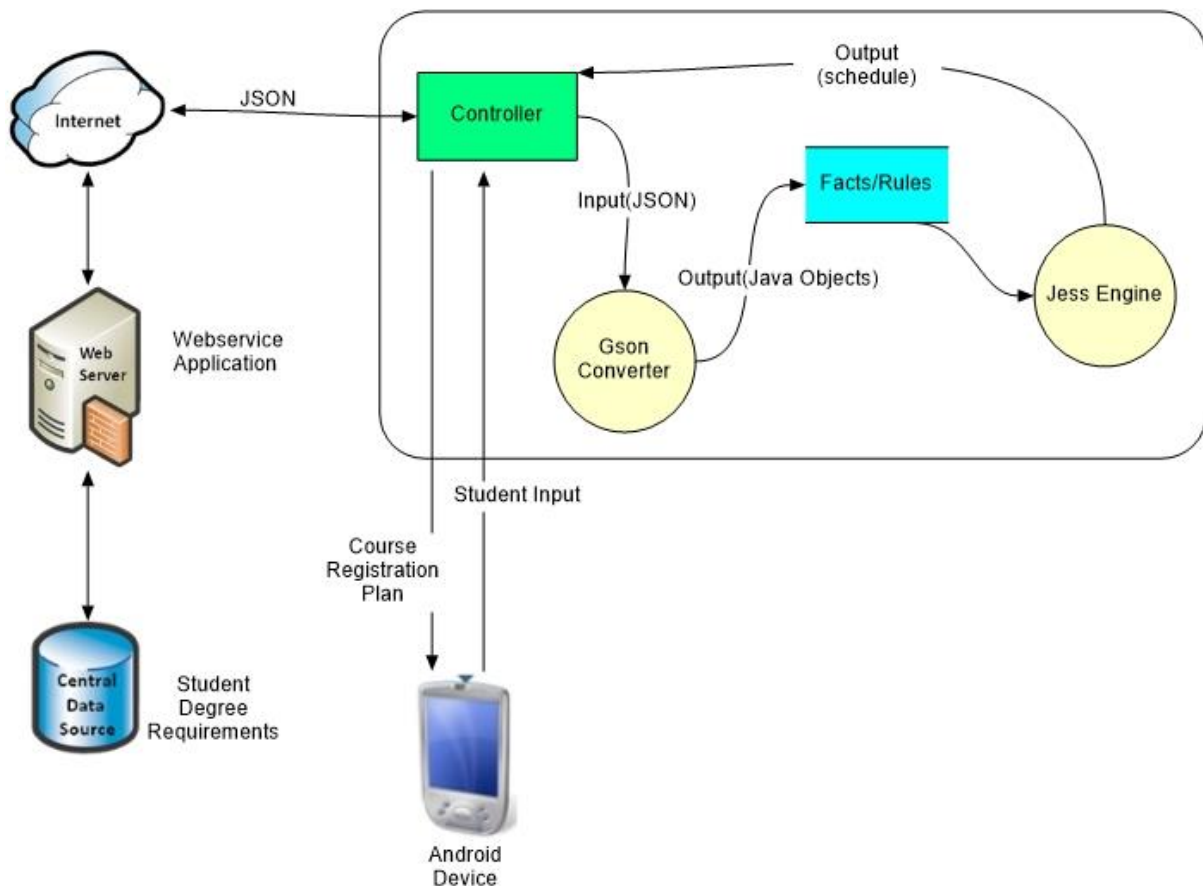 Output
(schedule)
JSON
Internet
Controller
Facts/Rules
Input(JSON)
Output(Java Objects)
Jess Engine
Gson
Converter
Web
Server
Webservice
Application
Student Input
Course
Registration
Plan
Central
Data
Source
Student
Degree
Requirements
Android
Device